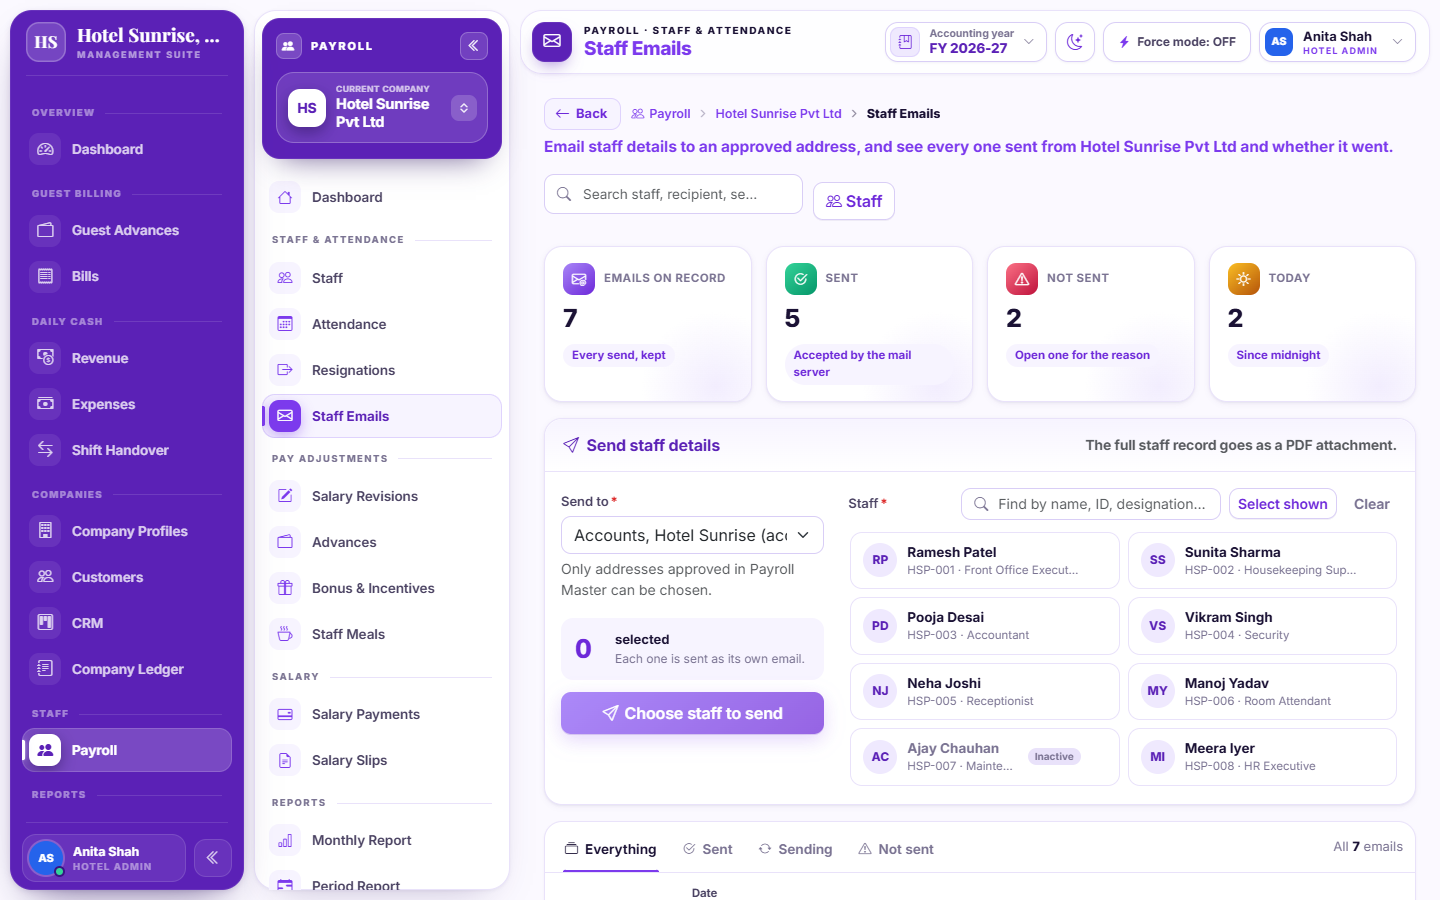 HS
Hotel Sunrise, ...
MANAGEMENT SUITE
OVERVIEW
Dashboard
GUEST BILLING
Guest Advances
Bills
DAILY CASH
Revenue
Expenses
Shift Handover
COMPANIES
Company Profiles
Customers
CRM
Company Ledger
STAFF
Payroll
REPORTS
AS
Anita Shah
HOTEL ADMIN
PAYROLL
HS
CURRENT COMPANY
Hotel Sunrise
Pvt Ltd
Dashboard
STAFF & ATTENDANCE
Staff
Attendance
Resignations
Staff Emails
PAY ADJUSTMENTS
Salary Revisions
Advances
Bonus & Incentives
Staff Meals
SALARY
Salary Payments
Salary Slips
REPORTS
Monthly Report
Period Report
PAYROLL · STAFF & ATTENDANCE
Staff Emails
Accounting year
FY 2026-27
Force mode: OFF
AS
Anita Shah
HOTEL ADMIN
Back
Payroll
Hotel Sunrise Pvt Ltd
Staff Emails
Email staff details to an approved address, and see every one sent from Hotel Sunrise Pvt Ltd and whether it went.
Search staff, recipient, se...
Staff
EMAILS ON RECORD
7
Every send, kept
SENT
5
Accepted by the mail
server
NOT SENT
2
Open one for the reason
TODAY
2
Since midnight
Send staff details
The full staff record goes as a PDF attachment.
Send to *
Accounts, Hotel Sunrise (acc
Only addresses approved in Payroll
Master can be chosen.
0
selected
Each one is sent as its own email.
Choose staff to send
Staff *
Find by name, ID, designation...
Select shown
Clear
RP
Ramesh Patel
HSP-001 · Front Office Execut...
SS
Sunita Sharma
HSP-002 · Housekeeping Sup...
PD
Pooja Desai
HSP-003 · Accountant
VS
Vikram Singh
HSP-004 · Security
NJ
Neha Joshi
HSP-005 · Receptionist
MY
Manoj Yadav
HSP-006 · Room Attendant
AC
Ajay Chauhan
HSP-007 · Mainte...
Inactive
MI
Meera Iyer
HSP-008 · HR Executive
Everything
Sent
Sending
Not sent
All 7 emails
Date